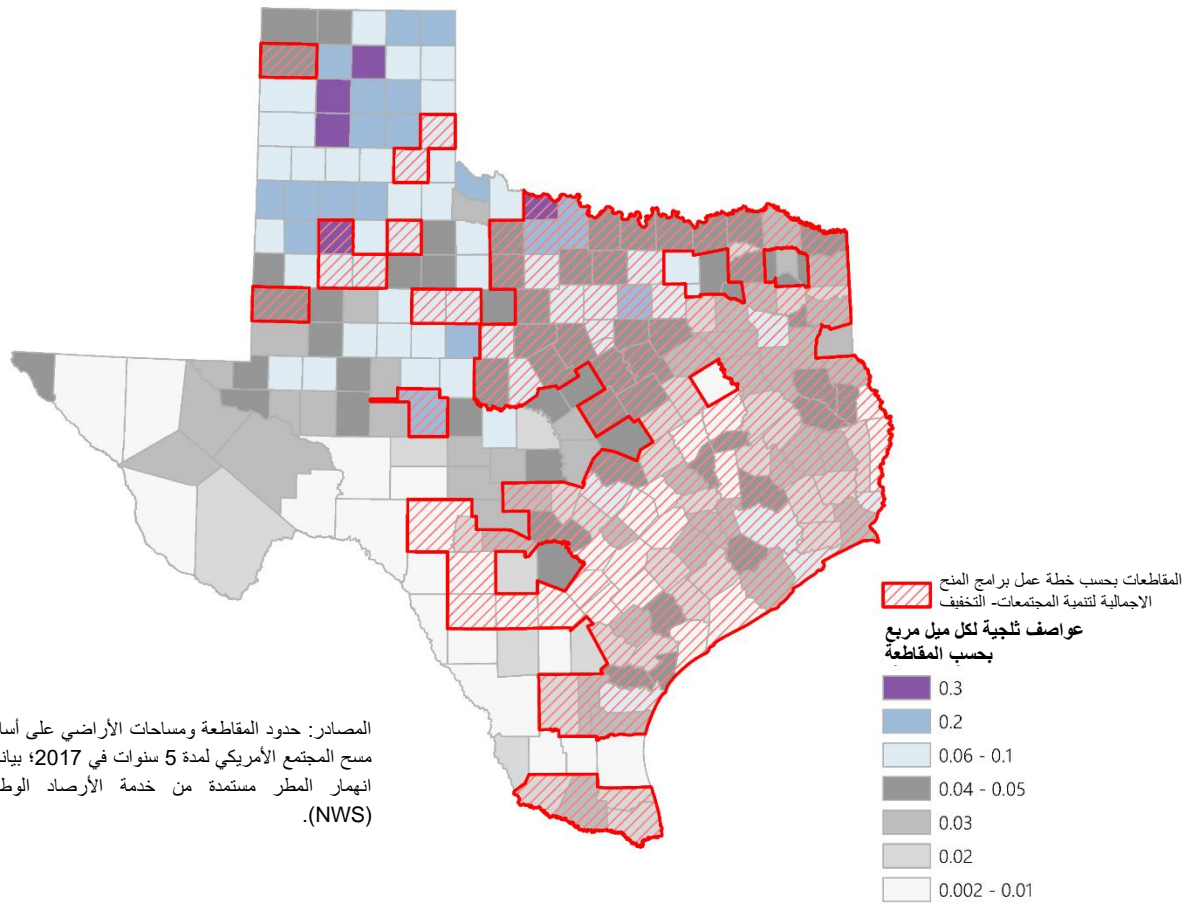 المقاطعات بحسب خطة عمل برامج المنح
الاجمالية لتنمية المجتمعات- التخفيف
عواصف ثلجية لكل ميل مربع
بحسب المقاطعة
0.3
0.2
0.06 - 0.1
0.04 - 0.05
0.03
0.02
0.002 - 0.01
المصادر: حدود المقاطعة ومساحات الأراضي على
مسح المجتمع الأمريكي لمدة 5 سنوات في 2017؛
انهمار المطر مستمدة من خدمة الأرصاد
(NWS).